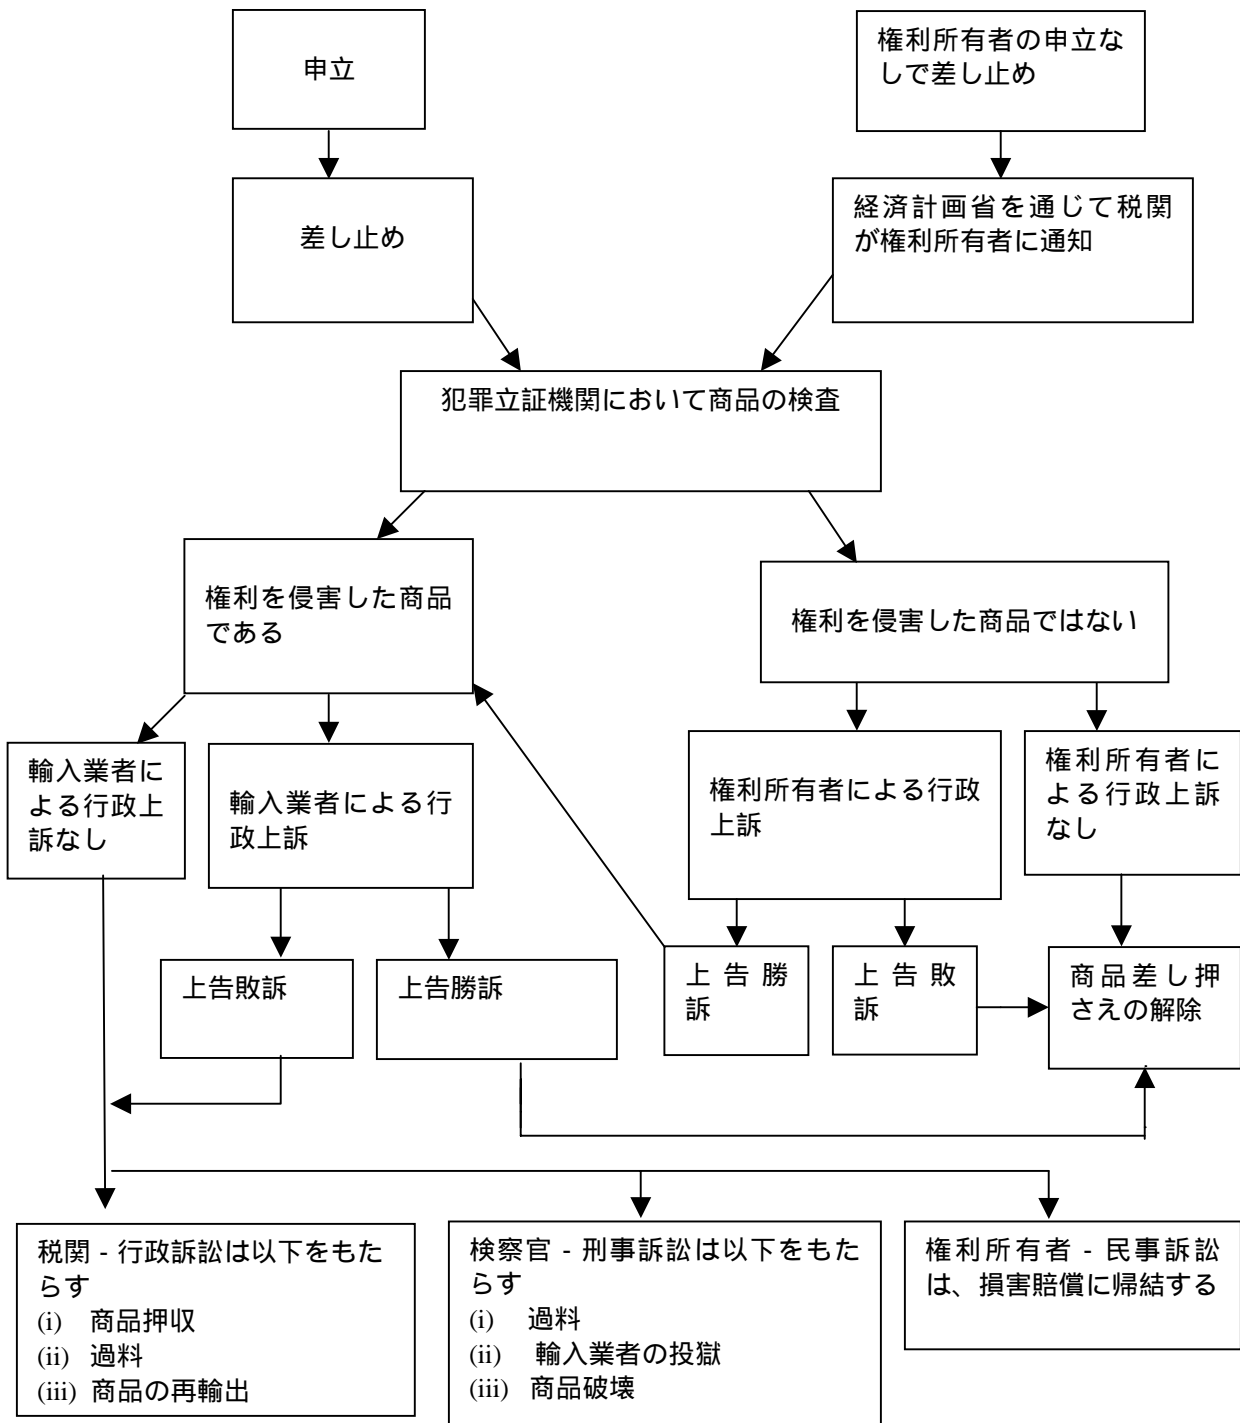 申立
権利所有者の申立な
しで差し止め
差し止め
経済計画省を通じて税関
が権利所有者に通知
犯罪立証機関において商品の検査
権利を侵害した商品
である
権利を侵害した商品ではない
輸入業者に
よる行政上
訴なし
輸入業者による行
政上訴
権利所有者による行政
上訴
権利所有者に
よる行政上訴
なし
上告敗訴
上告勝訴
上告勝
訴
上告敗
訴
商品差し押
さえの解除
税関 - 行政訴訟は以下をもた
らす
(i) 商品押収
(ii) 過料
(iii) 商品の再輸出
検察官 - 刑事訴訟は以下をもた
らす
(i) 過料
(ii) 輸入業者の投獄
(iii) 商品破壊
権利所有者 - 民事訴訟
は、損害賠償に帰結する